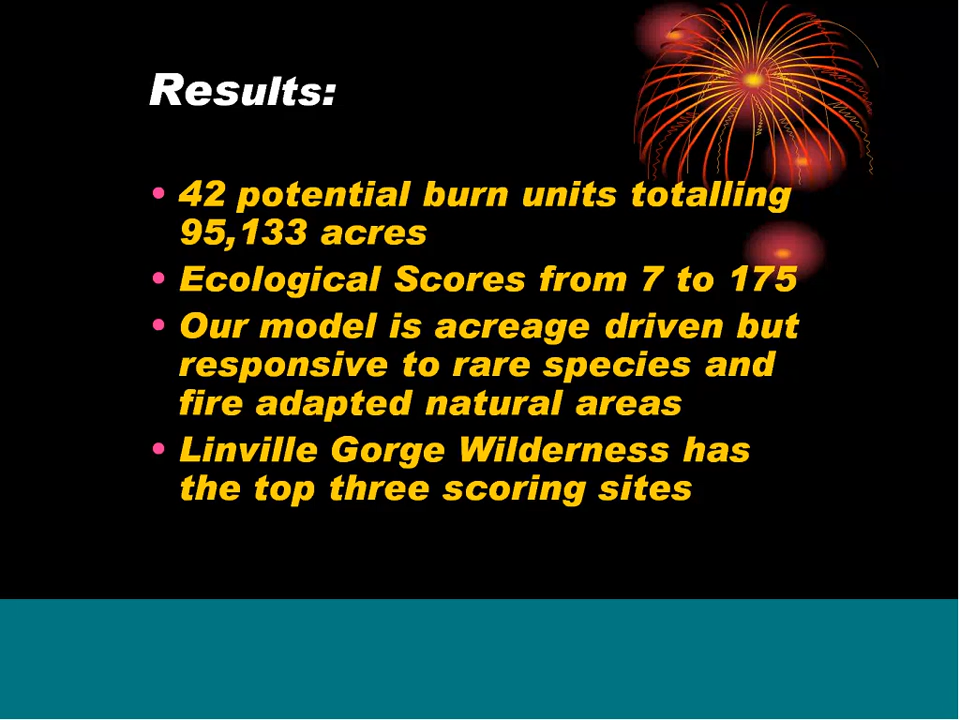 Results:
• 42 potential burn units totalling
95,133 acres
• Ecological Scores from 7 to 175
• Our model is acreage driven but
responsive to rare species and
fire adapted natural areas
• Linville Gorge Wilderness has
the top three scoring sites